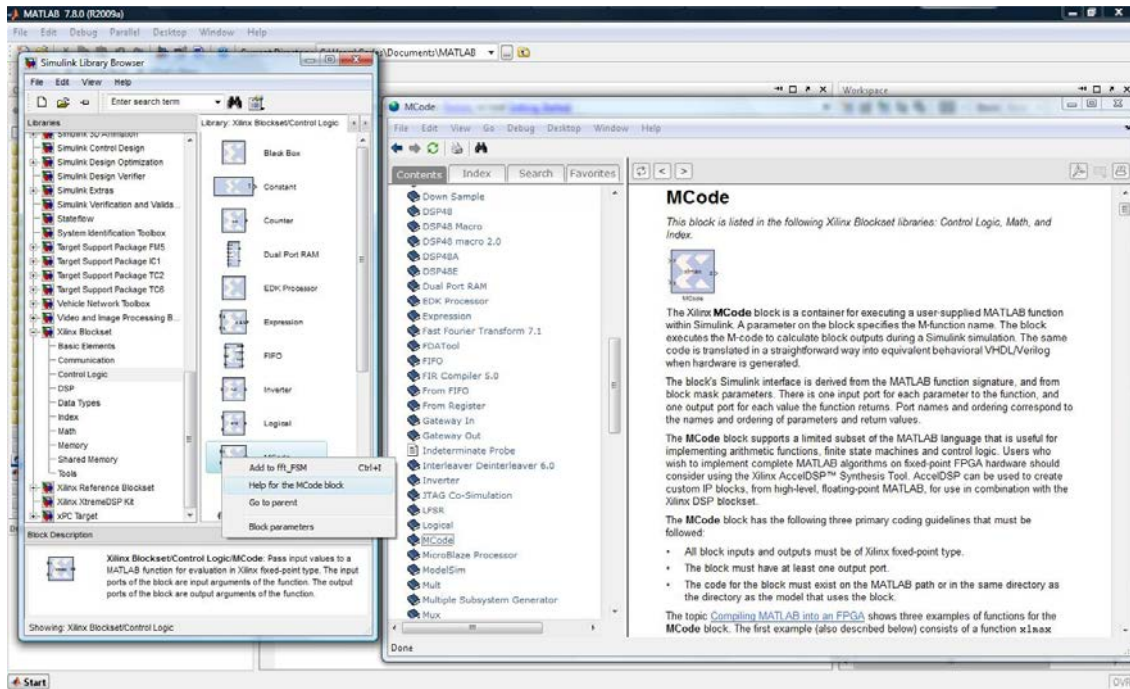 MATLAB 7.8.0 (R2009a)
File Edit Debug Parallel Desktop Window Help
\Documents\MATLAB
Workspace
Simulink Library Browser
File Edit View Help
Enter search term
Libraries
Library: Xilinx Blockset/Control Logic
Simulink 3D Animation
Simulink Control Design
Simulink Design Optimization
Simulink Design Verifier
Simulink Extras
Simulink Verification and Valida...
Stateflow
System Identification Toolbox
Target Support Package FM5
Target Support Package IC1
Target Support Package TC2
Target Support Package TC6
Vehicle Network Toolbox
Video and Image Processing B...
Xilinx Blockset
Basic Elements
Communication
Control Logic
DSP
Data Types
Index
Math
Memory
Shared Memory
Tools
Xilinx Reference Blockset
Xilinx XtremeDSP Kit
xPC Target
Black Box
Constant
Counter
Dual Port RAM
EDK Processor
Expression
FIFO
Inverter
Logical
MCode
Add to fft_FSM Ctrl+I
Help for the MCode block
Go to parent
Block parameters
Block Description
Xilinx Blockset/Control Logic/MCode: Pass input values to a
MATLAB function for evaluation in Xilinx fixed-point type. The input
ports of the block are input arguments of the function. The output
ports of the block are output arguments of the function.
Showing: Xilinx Blockset/Control Logic
MCode
File Edit View Go Debug Desktop Window Help
Contents Index Search Favorites
Down Sample
DSP48
DSP48 Macro
DSP48 macro 2.0
DSP48A
DSP48E
Dual Port RAM
EDK Processor
Expression
Fast Fourier Transform 7.1
FDATool
FIFO
FIR Compiler 5.0
From FIFO
From Register
Gateway In
Gateway Out
Indeterminate Probe
Interleaver Deinterleaver 6.0
Inverter
JTAG Co-Simulation
LFSR
Logical
MCode
MicroBlaze Processor
ModelSim
Mult
Multiple Subsystem Generator
Mux
Done
MCode
This block is listed in the following Xilinx Blockset libraries: Control Logic, Math, and
Index.
xlmax
MCode
The Xilinx MCode block is a container for executing a user-supplied MATLAB function
within Simulink. A parameter on the block specifies the M-function name. The block
executes the M-code to calculate block outputs during a Simulink simulation. The same
code is translated in a straightforward way into equivalent behavioral VHDL/Verilog
when hardware is generated.
The block's Simulink interface is derived from the MATLAB function signature, and from
block mask parameters. There is one input port for each parameter to the function, and
one output port for each value the function returns. Port names and ordering correspond to
the names and ordering of parameters and return values.
The MCode block supports a limited subset of the MATLAB language that is useful for
implementing arithmetic functions, finite state machines and control logic. Users who
wish to implement complete MATLAB algorithms on fixed-point FPGA hardware should
consider using the Xilinx AccelDSP™ Synthesis Tool. AccelDSP can be used to create
custom IP blocks, from high-level, floating-point MATLAB, for use in combination with the
Xilinx DSP blockset.
The MCode block has the following three primary coding guidelines that must be
followed:
• All block inputs and outputs must be of Xilinx fixed-point type.
• The block must have at least one output port.
• The code for the block must exist on the MATLAB path or in the same directory as
the directory as the model that uses the block.
The topic Compiling MATLAB into an FPGA shows three examples of functions for the
MCode block. The first example (also described below) consists of a function xlmax
Start
OVR